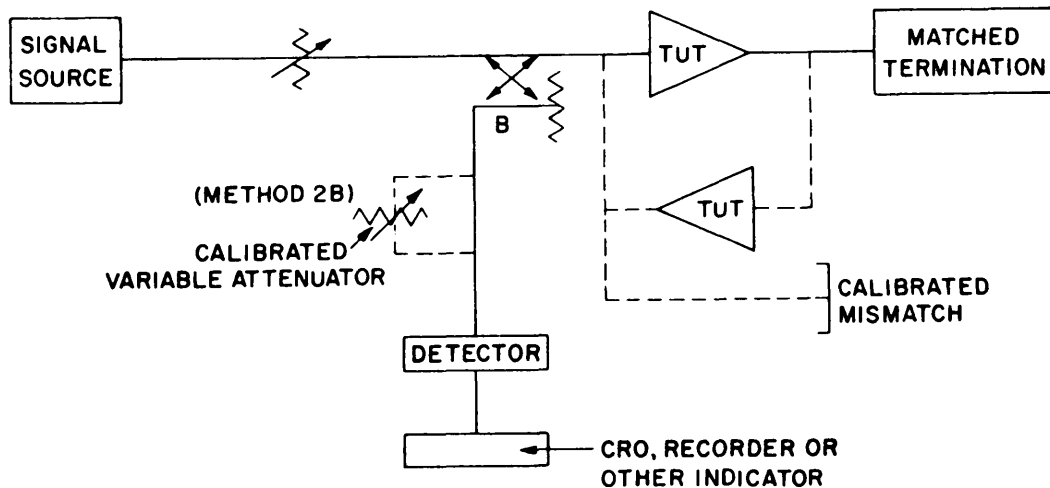 SIGNAL
SOURCE
TUT
MATCHED
TERMINATION
B
(METHOD 2B)
CALIBRATED
VARIABLE ATTENUATOR
TUT
CALIBRATED
MISMATCH
DETECTOR
CRO, RECORDER OR
OTHER INDICATOR